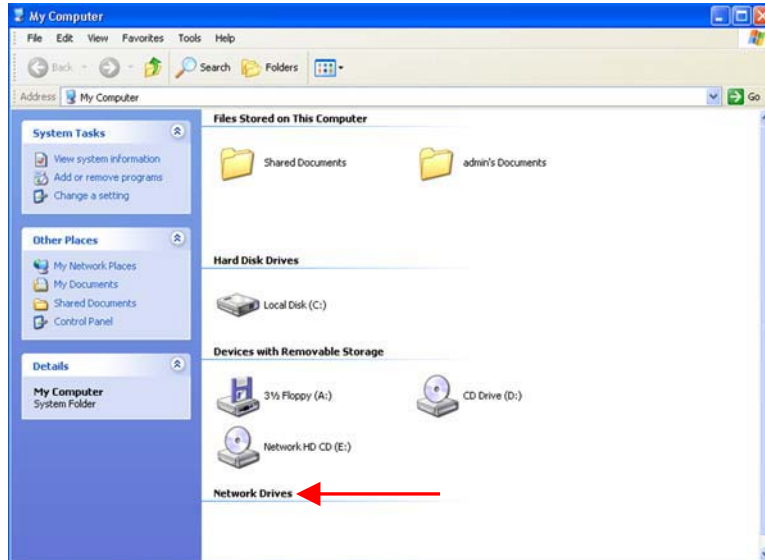 My Computer
File Edit View Favorites Tools Help
Back Search Folders
Address My Computer Go
System Tasks
View system information
Add or remove programs
Change a setting
Other Places
My Network Places
My Documents
Shared Documents
Control Panel
Details
My Computer
System Folder
Files Stored on This Computer
Shared Documents admin's Documents
Hard Disk Drives
Local Disk (C:)
Devices with Removable Storage
3½ Floppy (A:) CD Drive (D:)
Network HD CD (E:)
Network Drives